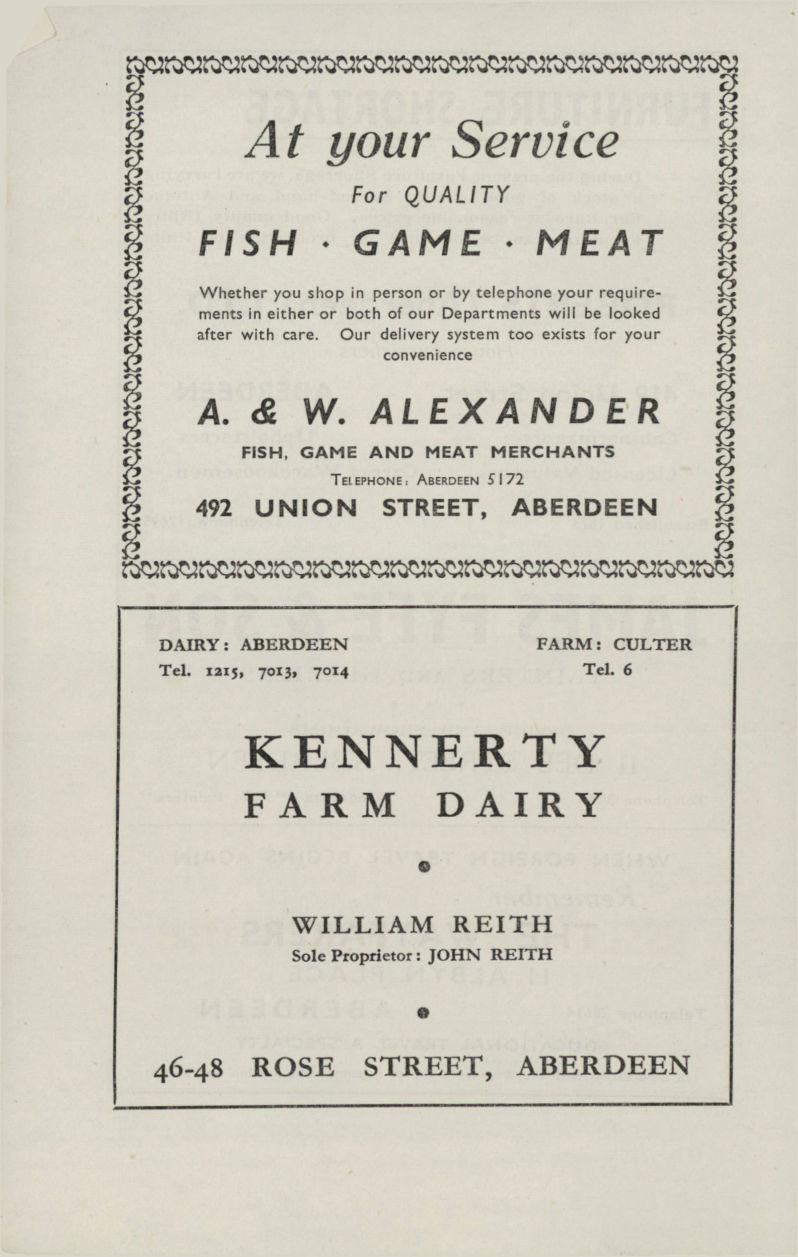 At your Service
For QUALITY
FISH · GAME · MEAT
Whether you shop in person or by telephone your require-
ments in either or both of our Departments will be looked
after with care. Our delivery system too exists for your
convenience
A. & W. ALEXANDER
FISH, GAME AND MEAT MERCHANTS
TELEPHONE: ABERDEEN 5172
492 UNION STREET, ABERDEEN
DAIRY: ABERDEEN FARM: CULTER
Tel. 1215, 7013, 7014 Tel. 6
KENNERTY
FARM DAIRY
WILLIAM REITH
Sole Proprietor: JOHN REITH
46-48 ROSE STREET, ABERDEEN